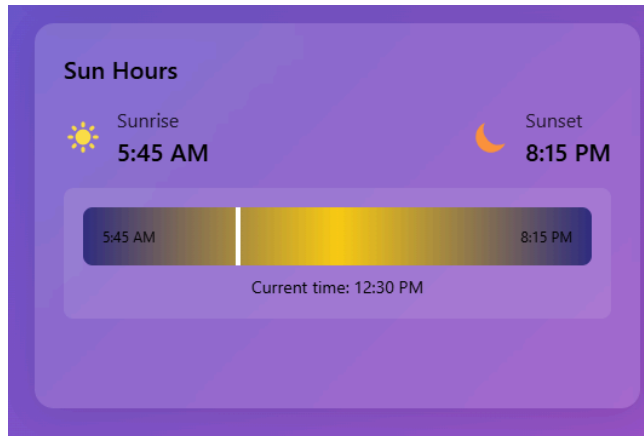 Sun Hours
Sunrise
5:45 AM
Sunset
8:15 PM
5:45 AM
8:15 PM
Current time: 12:30 PM